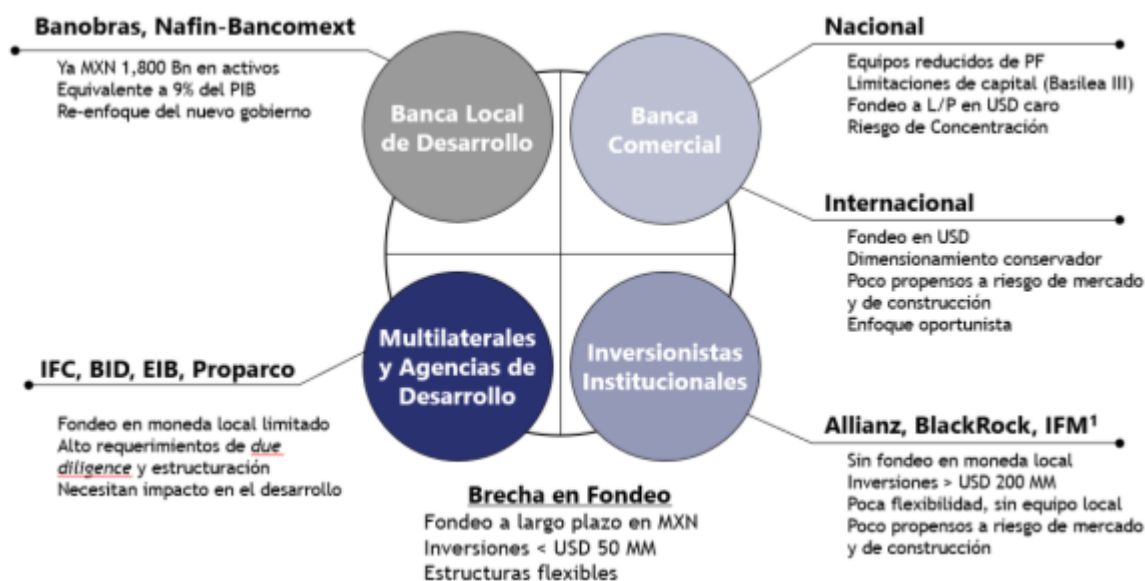 Banobras, Nafin-Bancomext
Ya MXN 1,800 Bn en activos
Equivalente a 9% del PIB
Re-enfoque del nuevo gobierno
Banca Local
de Desarrollo
Banca
Comercial
Nacional
Equipos reducidos de PF
Limitaciones de capital (Basilea III)
Fondeo a L/P en USD caro
Riesgo de Concentración
Internacional
Fondeo en USD
Dimensionamiento conservador
Poco propensos a riesgo de mercado
y de construcción
Enfoque oportunista
IFC, BID, EIB, Proparco
Fondeo en moneda local limitado
Alto requerimientos de due
diligence y estructuración
Necesitan impacto en el desarrollo
Multilaterales
y Agencias de
Desarrollo
Inversionistas
Institucionales
Allianz, BlackRock, IFM¹
Sin fondeo en moneda local
Inversiones > USD 200 MM
Poca flexibilidad, sin equipo local
Poco propensos a riesgo de mercado
y de construcción
Brecha en Fondeo
Fondeo a largo plazo en MXN
Inversiones < USD 50 MM
Estructuras flexibles